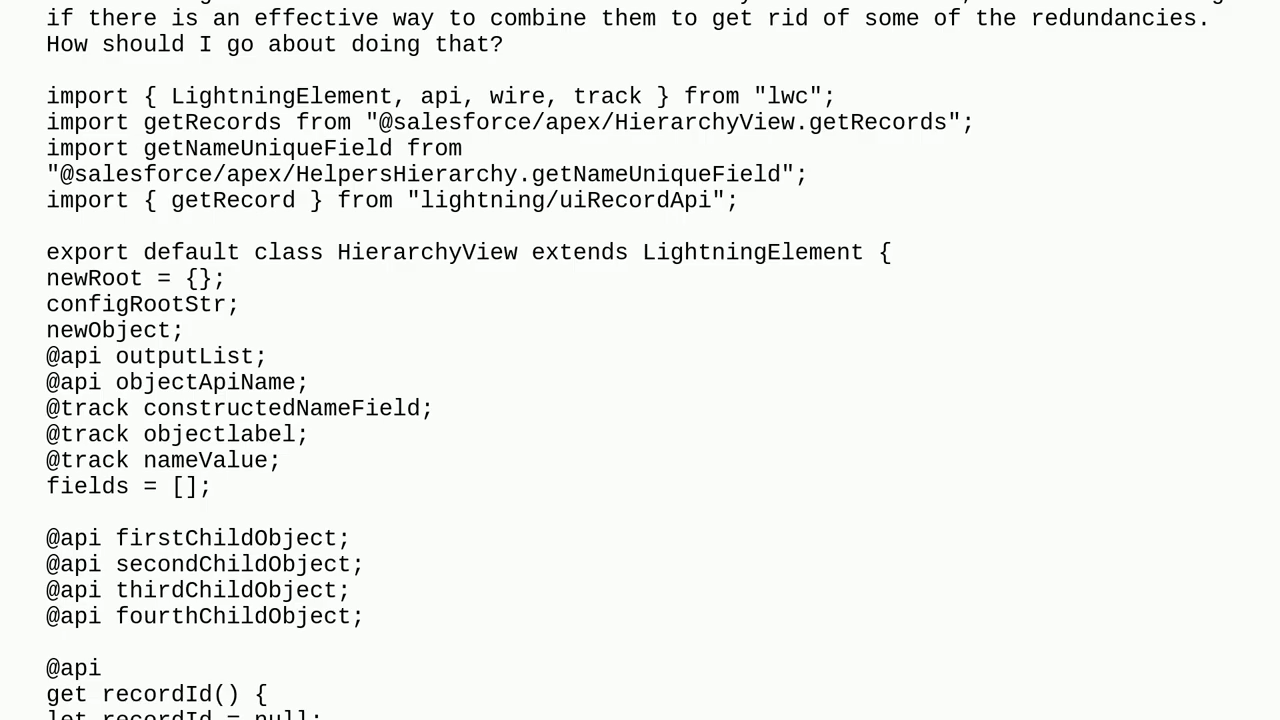 if there is an effective way to combine them to get rid of some of the redundancies.
How should I go about doing that?
import { LightningElement, api, wire, track } from "lwc";
import getRecords from "@salesforce/apex/HierarchyView.getRecords";
import getNameUniqueField from
"@salesforce/apex/HelpersHierarchy.getNameUniqueField";
import { getRecord } from "lightning/uiRecordApi";
export default class HierarchyView extends LightningElement {
newRoot = {};
configRootStr;
newObject;
@api outputList;
@api objectApiName;
@track constructedNameField;
@track objectlabel;
@track nameValue;
fields = [];
@api firstChildObject;
@api secondChildObject;
@api thirdChildObject;
@api fourthChildObject;
@api
get recordId() {
let recordId = null;